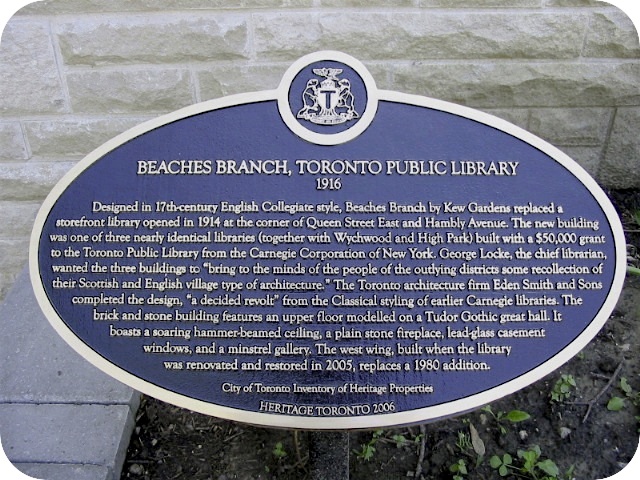 T
BEACHES BRANCH, TORONTO PUBLIC LIBRARY
1916
Designed in 17th-century English Collegiate style, Beaches Branch by Kew Gardens replaced a
storefront library opened in 1914 at the corner of Queen Street East and Hambly Avenue. The new building
was one of three nearly identical libraries (together with Wychwood and High Park) built with a $50,000 grant
to the Toronto Public Library from the Carnegie Corporation of New York. George Locke, the chief librarian,
wanted the three buildings to "bring to the minds of the people of the outlying districts some recollection of
their Scottish and English village type of architecture." The Toronto architecture firm Eden Smith and Sons
completed the design, "a decided revolt" from the Classical styling of earlier Carnegie libraries. The
brick and stone building features an upper floor modelled on a Tudor Gothic great hall. It
boasts a soaring hammer-beamed ceiling, a plain stone fireplace, lead-glass casement
windows, and a minstrel gallery. The west wing, built when the library
was renovated and restored in 2005, replaces a 1980 addition.
City of Toronto Inventory of Heritage Properties
HERITAGE TORONTO 2006